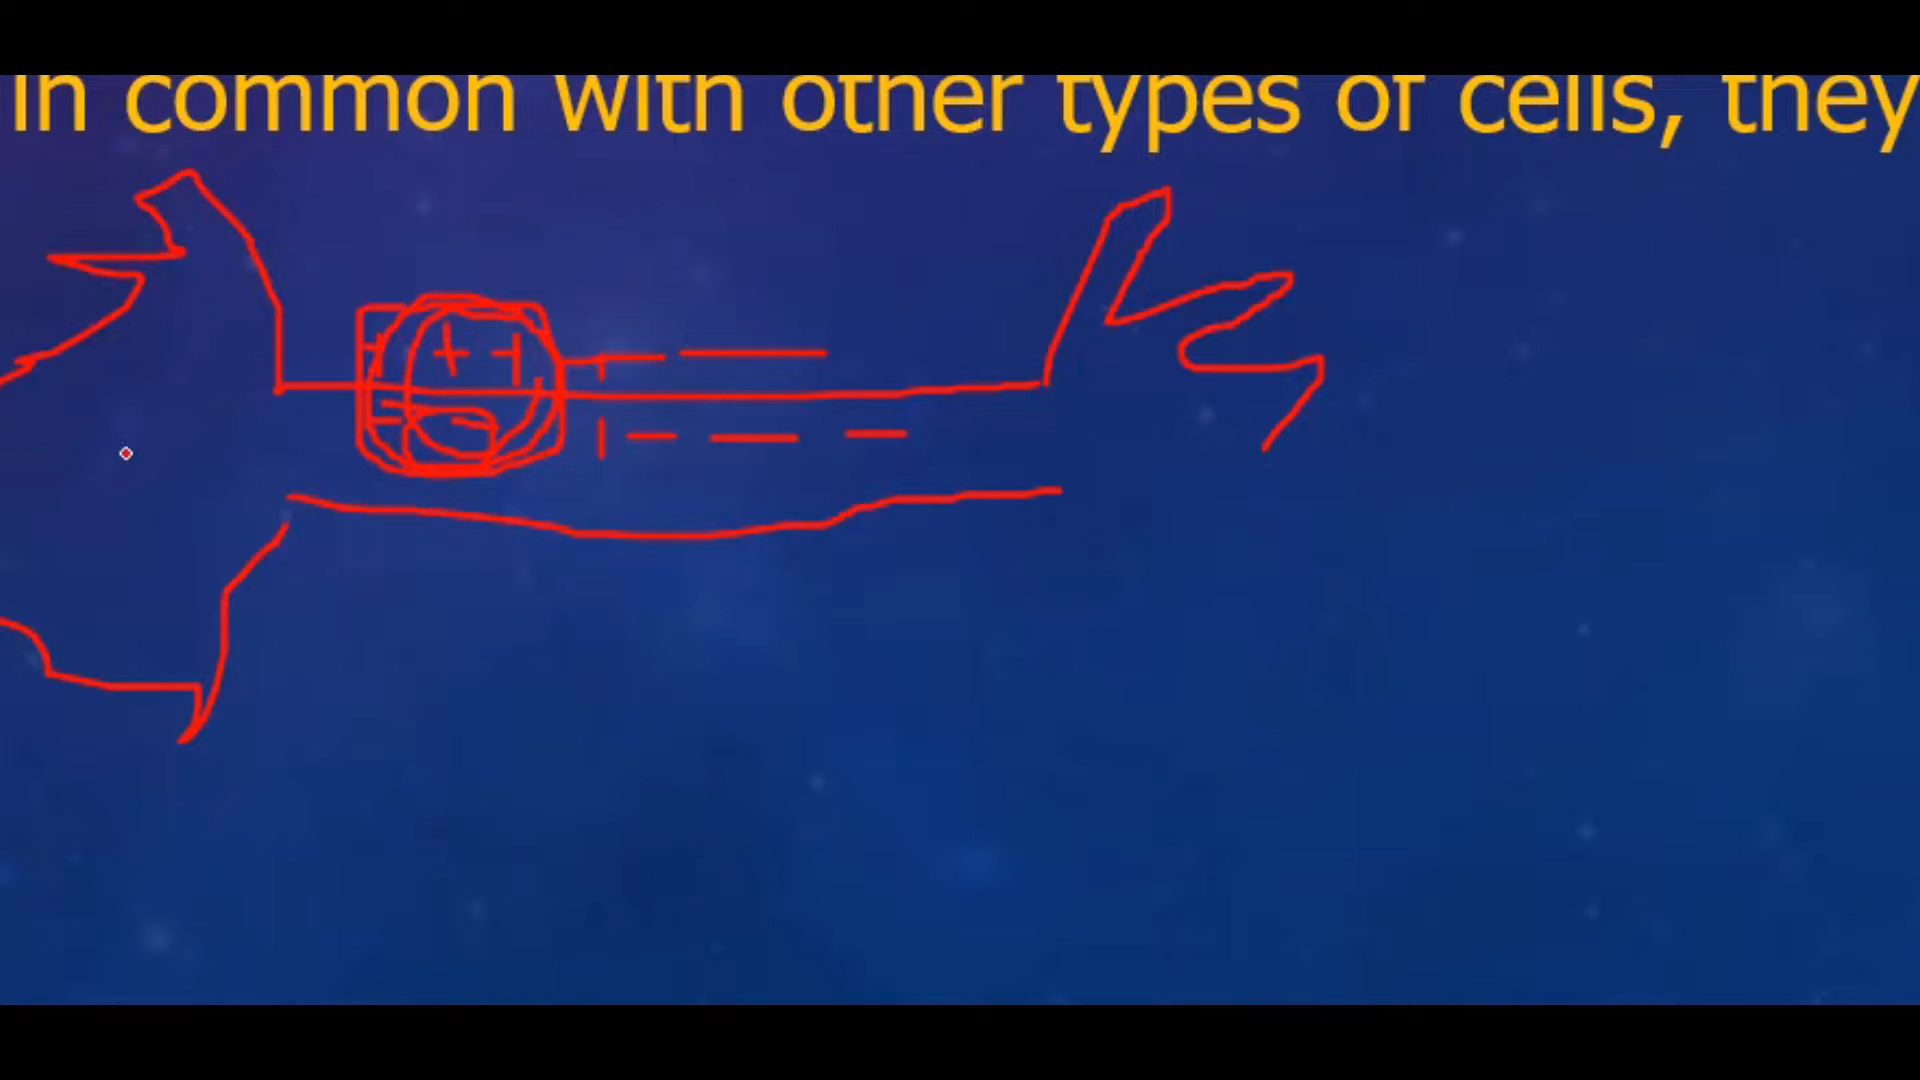 in common with other types of cells, they